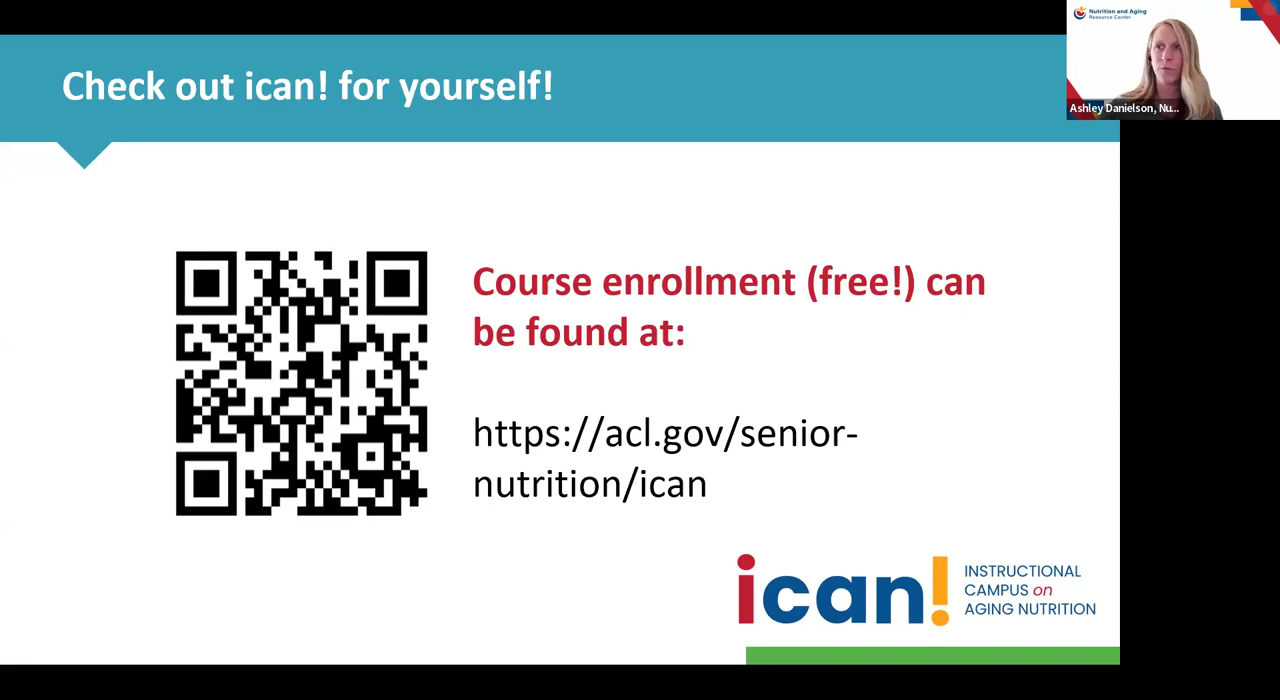 Nutrition and Aging
Resource Center
Ashley Danielson, Nu...
Check out ican! for yourself!
Course enrollment (free!) can
be found at:
https://acl.gov/senior-
nutrition/ican
ican!
INSTRUCTIONAL
CAMPUS on
AGING NUTRITION